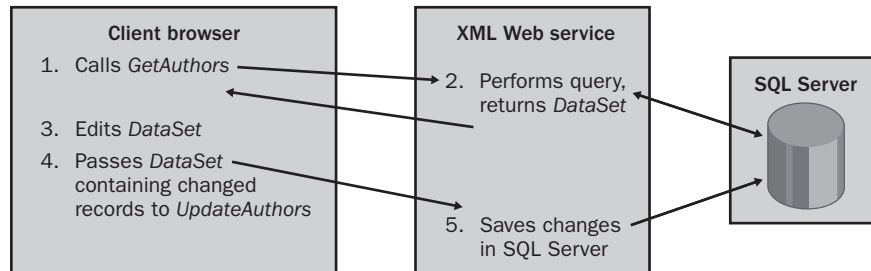 Client browser
1. Calls GetAuthors
3. Edits DataSet
4. Passes DataSet
containing changed
records to UpdateAuthors
XML Web service
2. Performs query,
returns DataSet
5. Saves changes
in SQL Server
SQL Server